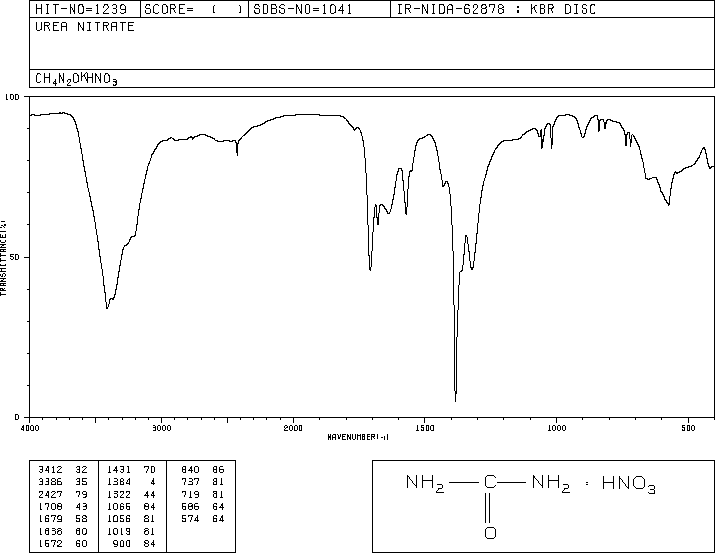 HIT-NO=1239 SCORE= ( ) SDBS-NO=1041 IR-NIDA-62878 : KBR DISC
UREA NITRATE
CH4N2OKHNO3
100
TRANSMITTANCE(%)
50
0
4000 3000 2000 1500 1000 500
WAVENUMBER(-1)
3412 32 1431 70 840 86
3386 35 1384 4 737 81
2427 79 1322 44 719 81
1708 43 1066 84 686 64
1679 58 1056 81 574 64
1638 60 1019 81
1572 60 900 84
NH2 C NH2 · HNO3
O